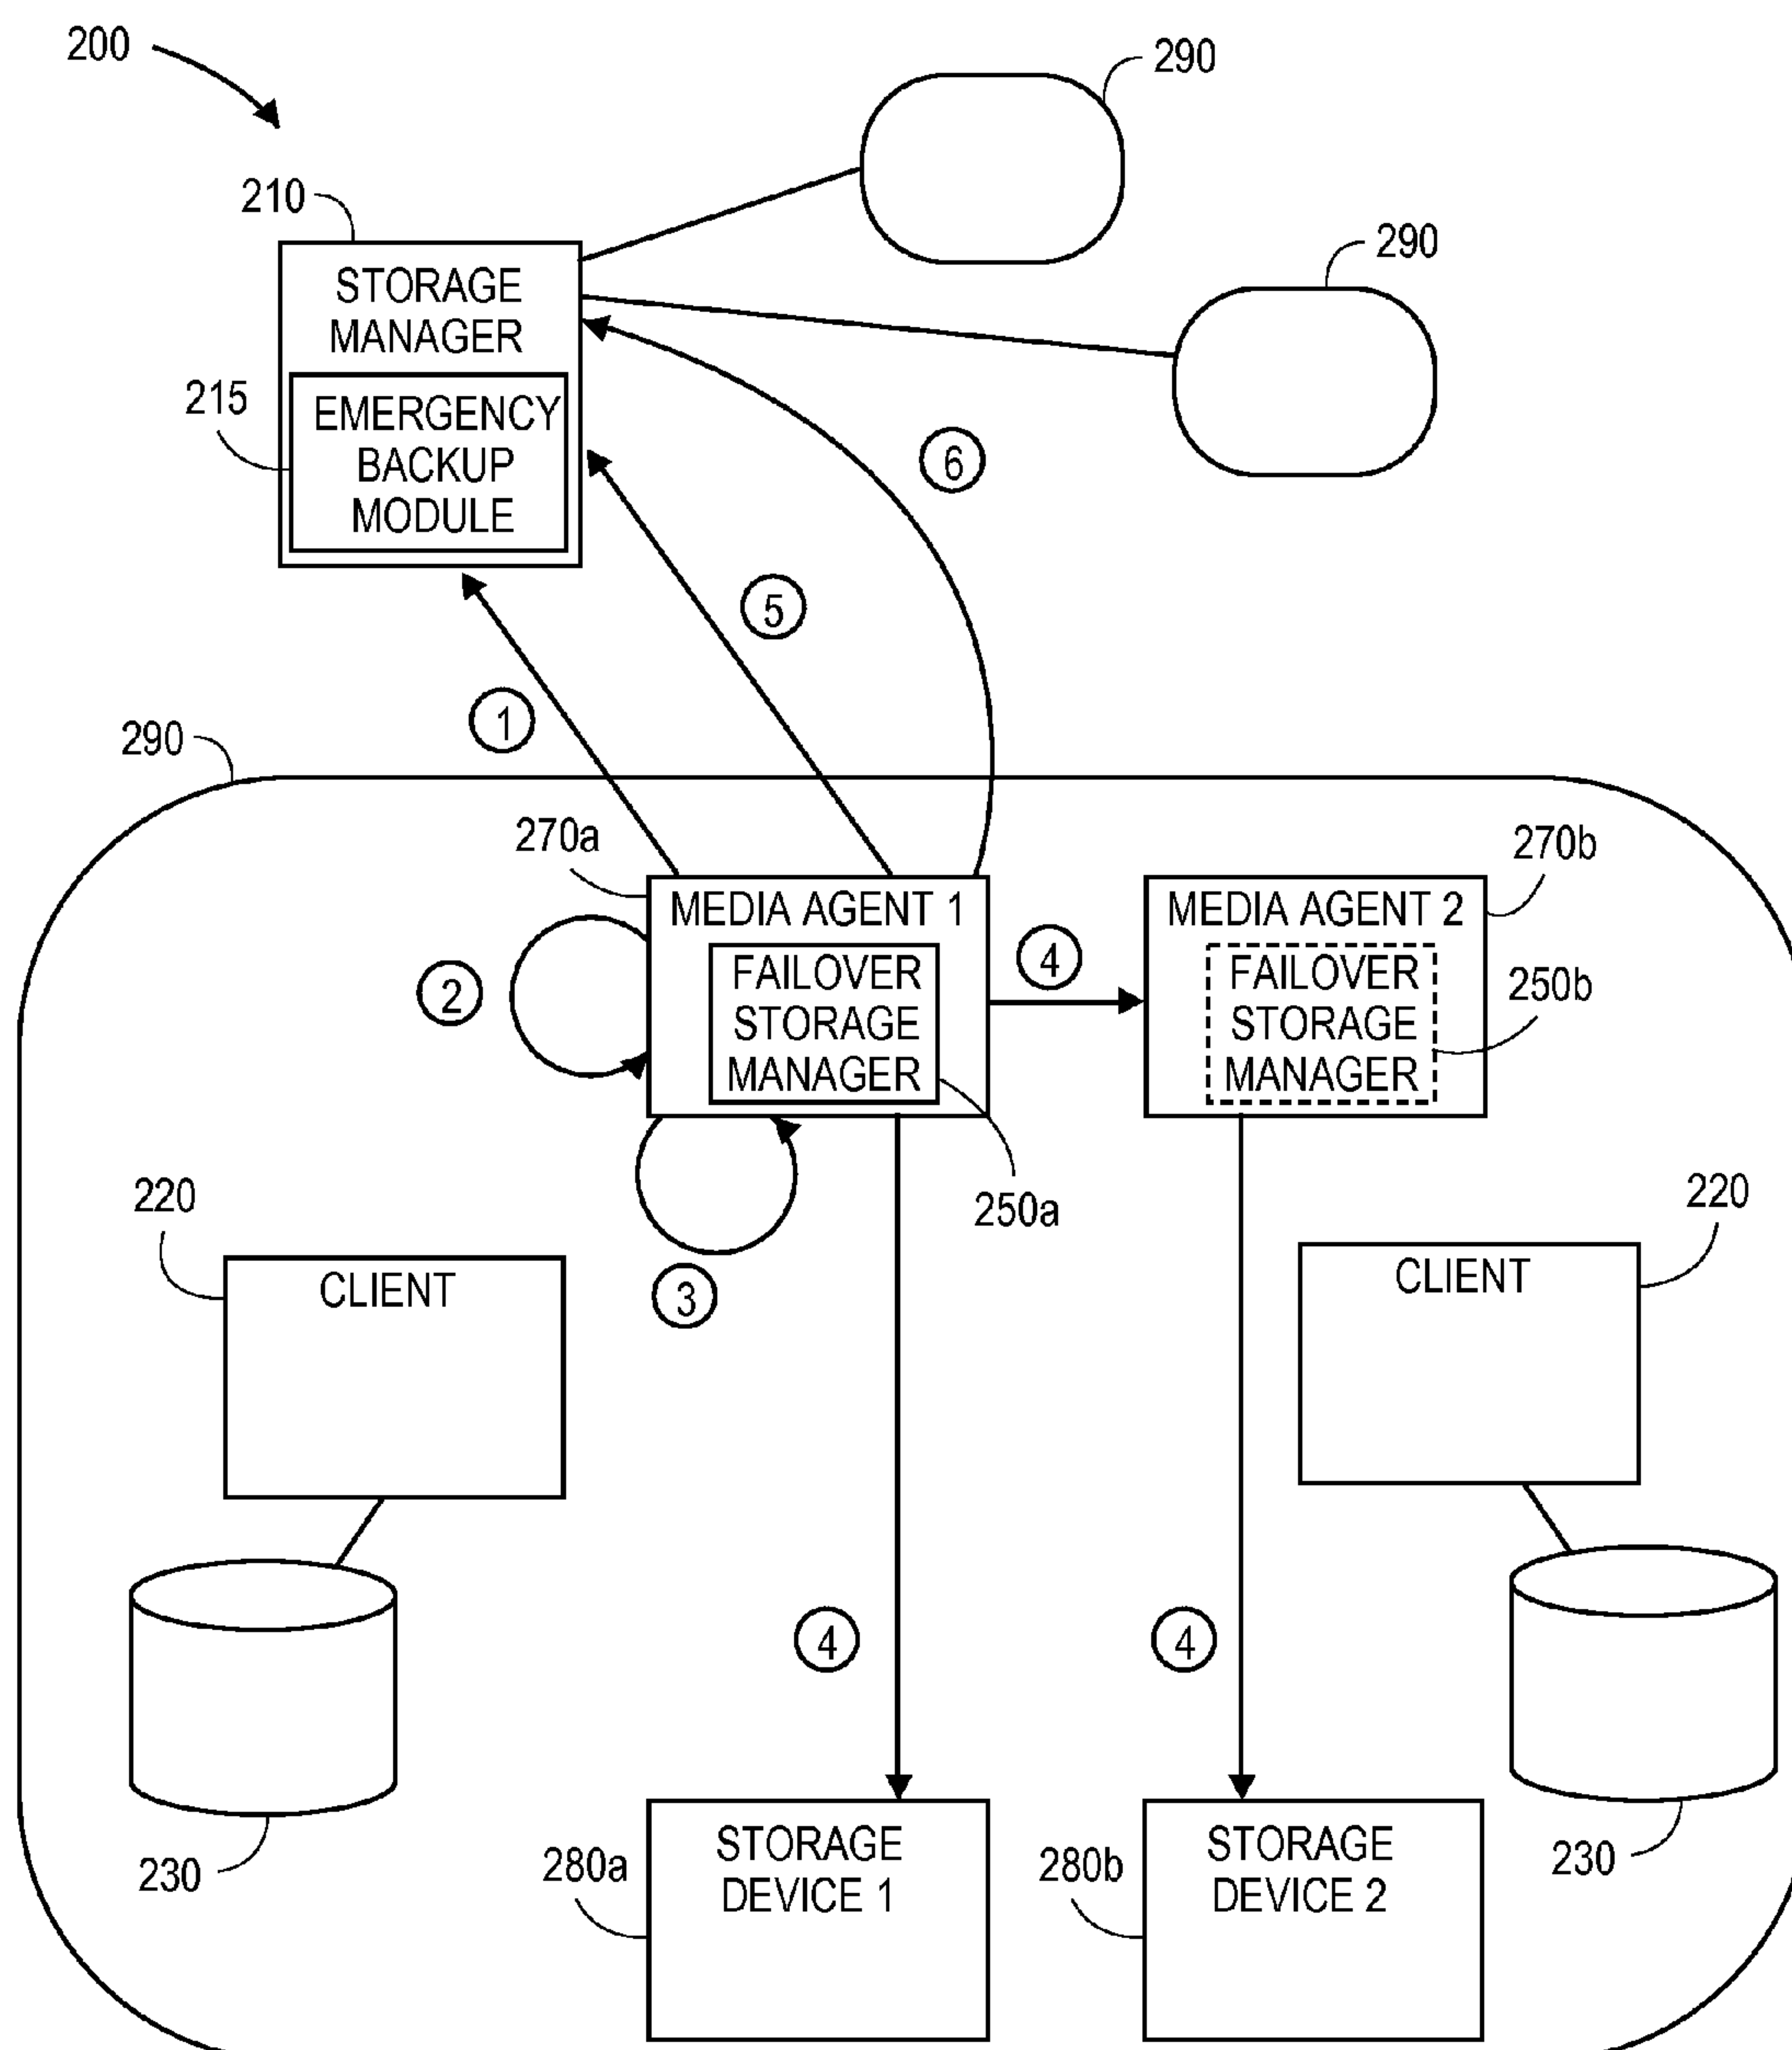 200
290
210
290
STORAGE
MANAGER
215
EMERGENCY
BACKUP
MODULE
6
5
1
290
270a
270b
MEDIA AGENT 1
MEDIA AGENT 2
4
2
FAILOVER
STORAGE
MANAGER
FAILOVER
STORAGE
MANAGER
250b
250a
220
220
CLIENT
CLIENT
3
4
4
230
230
280a
STORAGE
DEVICE 1
280b
STORAGE
DEVICE 2